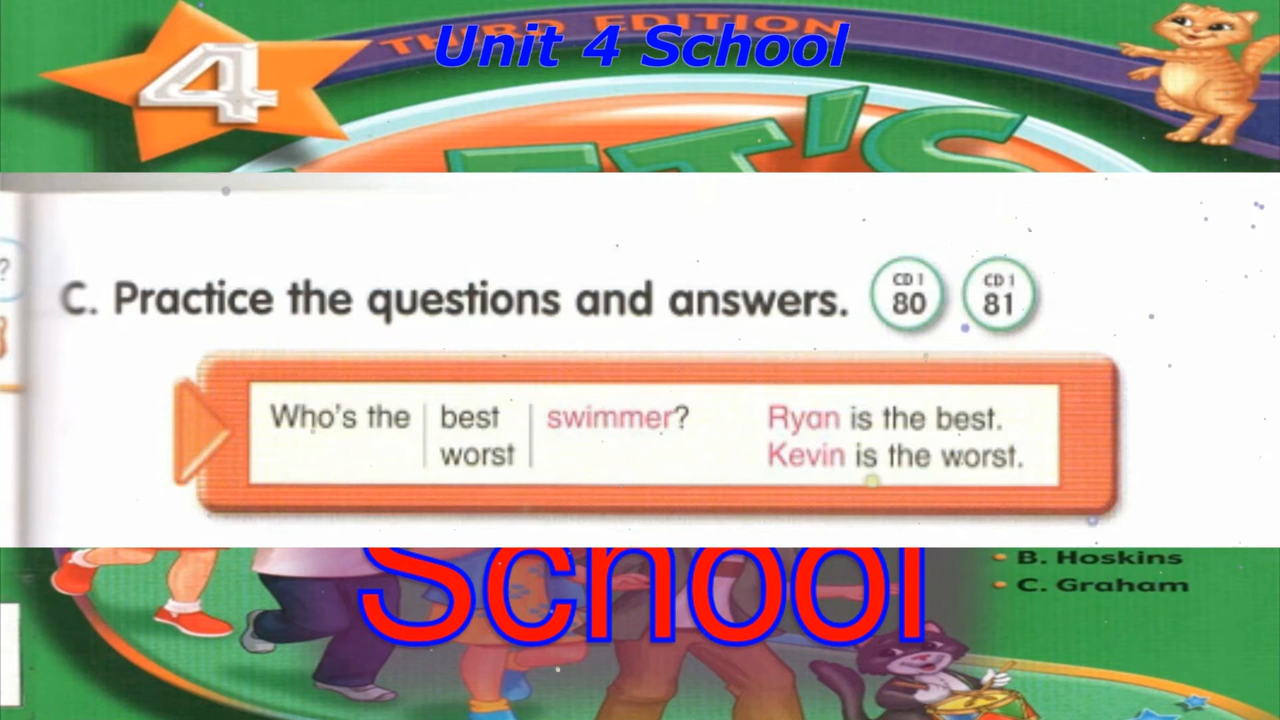 4
THIRD EDITION
Unit 4 School
LET'S
?
C. Practice the questions and answers.
CD 1
80
CD 1
81
Who's the best swimmer? Ryan is the best.
worst Kevin is the worst.
School
• B. Hoskins
• C. Graham